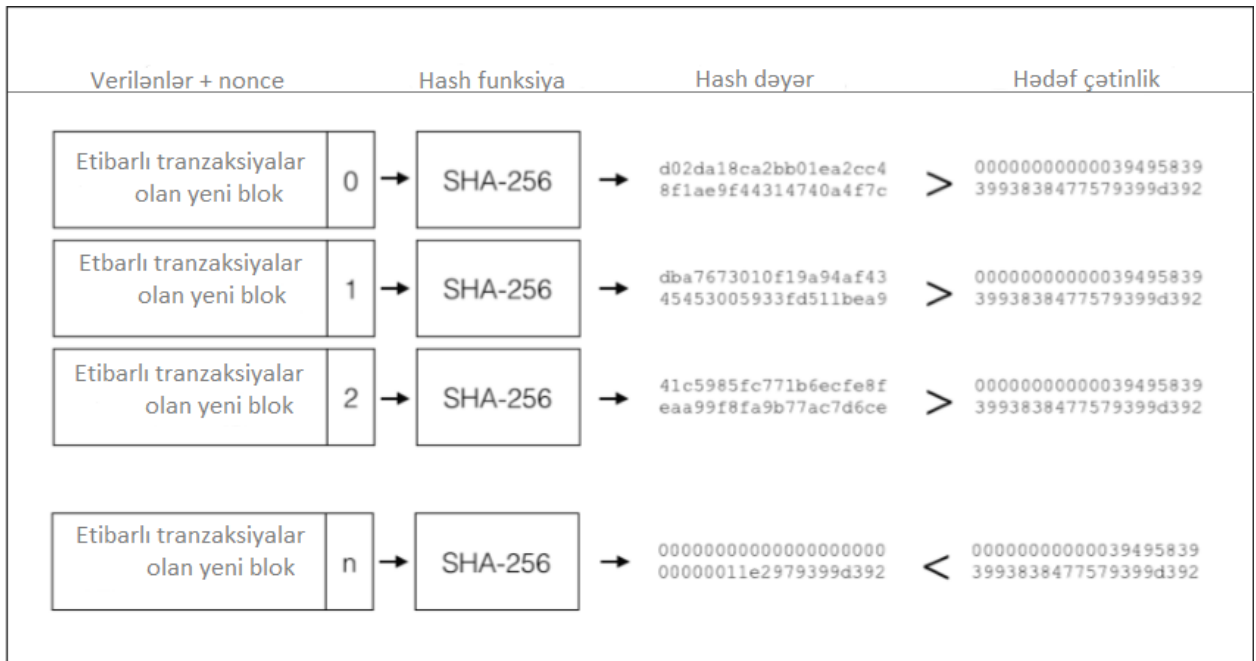 Verilənlər + nonce Hash funksiya Hash dəyər Hədəf çətinlik
Etibarlı tranzaksiyalar
olan yeni blok
0 → SHA-256 →
d02da18ca2bb01ea2cc4
8f1ae9f44314740a4f7c
>
00000000000039495839
3993838477579399d392
Etbarlı tranzaksiyalar
olan yeni blok
1 → SHA-256 →
dba7673010f19a94af43
45453005933fd511bea9
>
00000000000039495839
3993838477579399d392
Etibarlı tranzaksiyalar
olan yeni blok
2 → SHA-256 →
41c5985fc771b6ecfe8f
eaa99f8fa9b77ac7d6ce
>
00000000000039495839
3993838477579399d392
Etibarlı tranzaksiyalar
olan yeni blok
n → SHA-256 →
00000000000000000000
00000011e2979399d392
<
00000000000039495839
3993838477579399d392